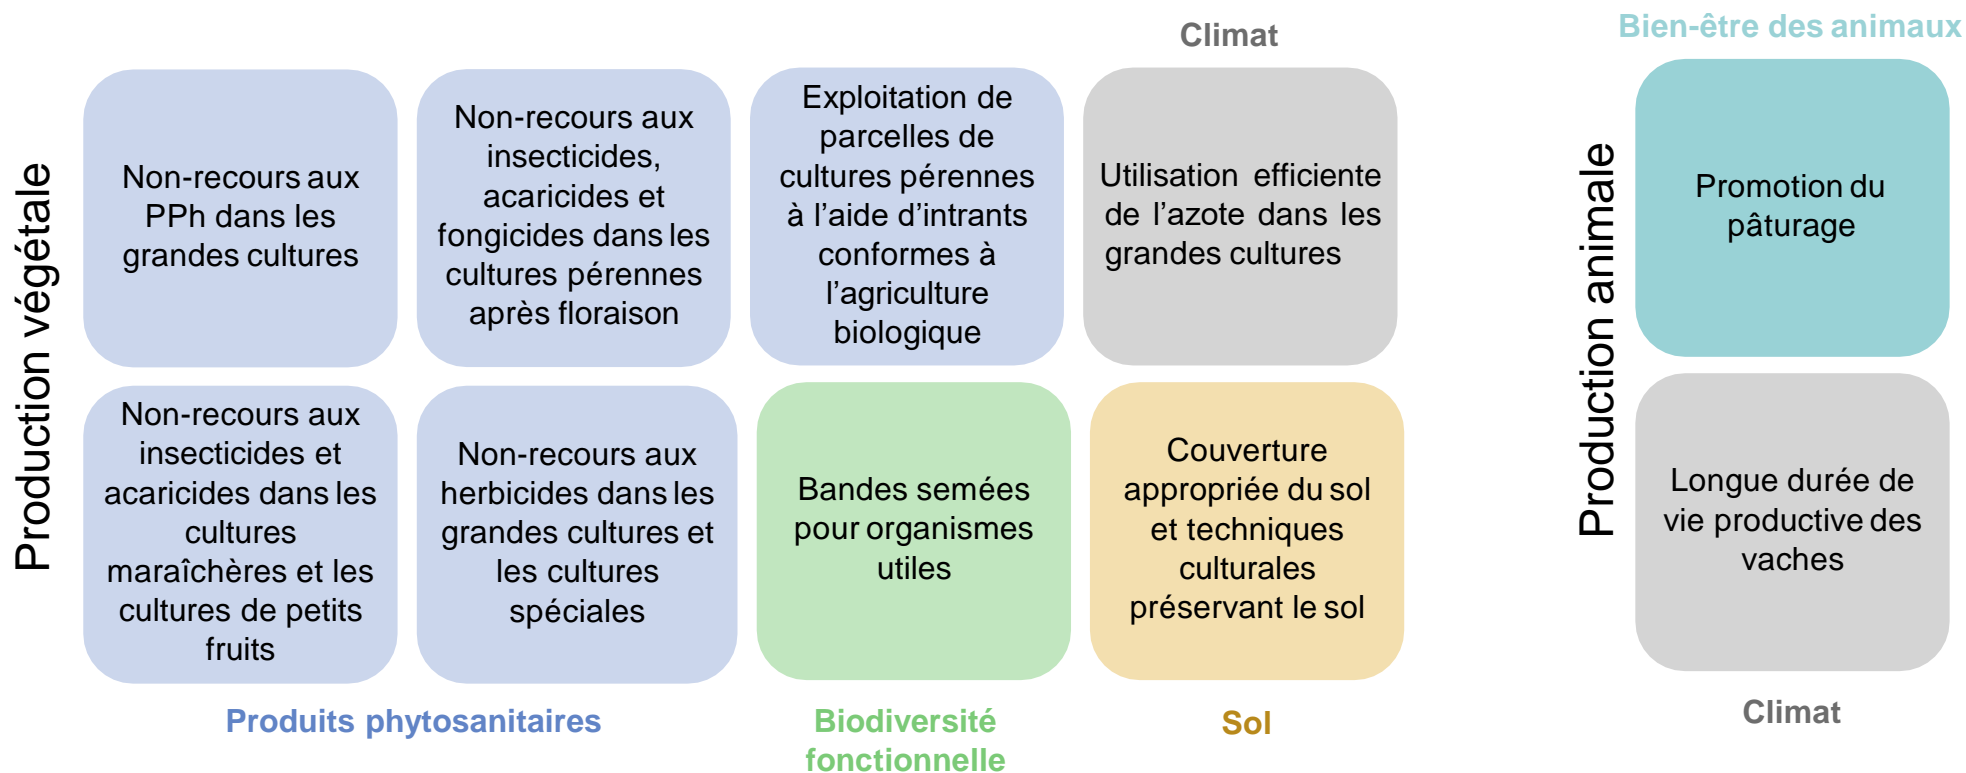 Climat
Bien-être des animaux
Production végétale
Non-recours aux
PPh dans les
grandes cultures
Non-recours aux
insecticides,
acaricides et
fongicides dans les
cultures pérennes
après floraison
Exploitation de
parcelles de
cultures pérennes
à l’aide d’intrants
conformes à
l’agriculture
biologique
Utilisation efficiente
de l’azote dans les
grandes cultures
Non-recours aux
insecticides et
acaricides dans les
cultures
maraîchères et les
cultures de petits
fruits
Non-recours aux
herbicides dans les
grandes cultures et
les cultures
spéciales
Bandes semées
pour organismes
utiles
Couverture
appropriée du sol
et techniques
culturales
préservant le sol
Produits phytosanitaires
Biodiversité
fonctionnelle
Sol
Production animale
Promotion du
pâturage
Longue durée de
vie productive des
vaches
Climat